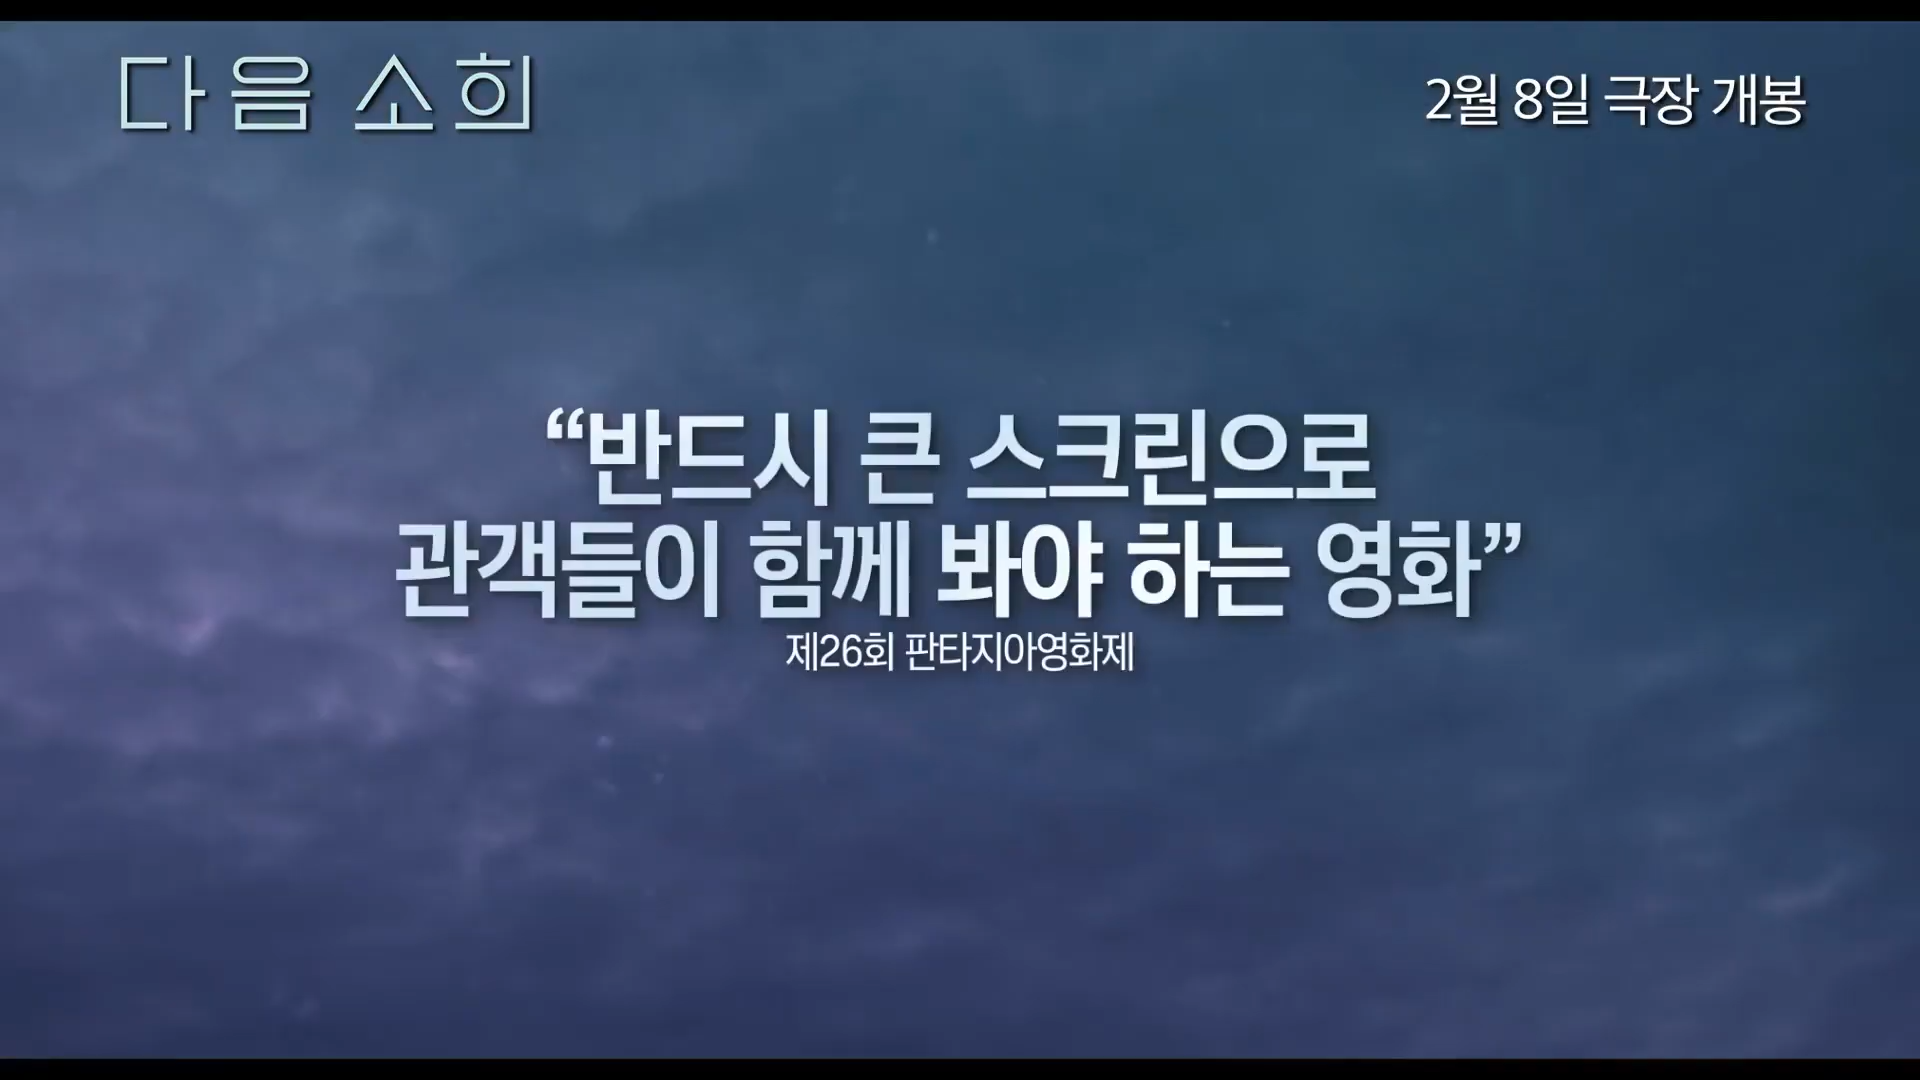 다음 소희
2월 8일 극장 개봉
“반드시 큰 스크린으로
관객들이 함께 봐야 하는 영화”
제26회 판타지아영화제